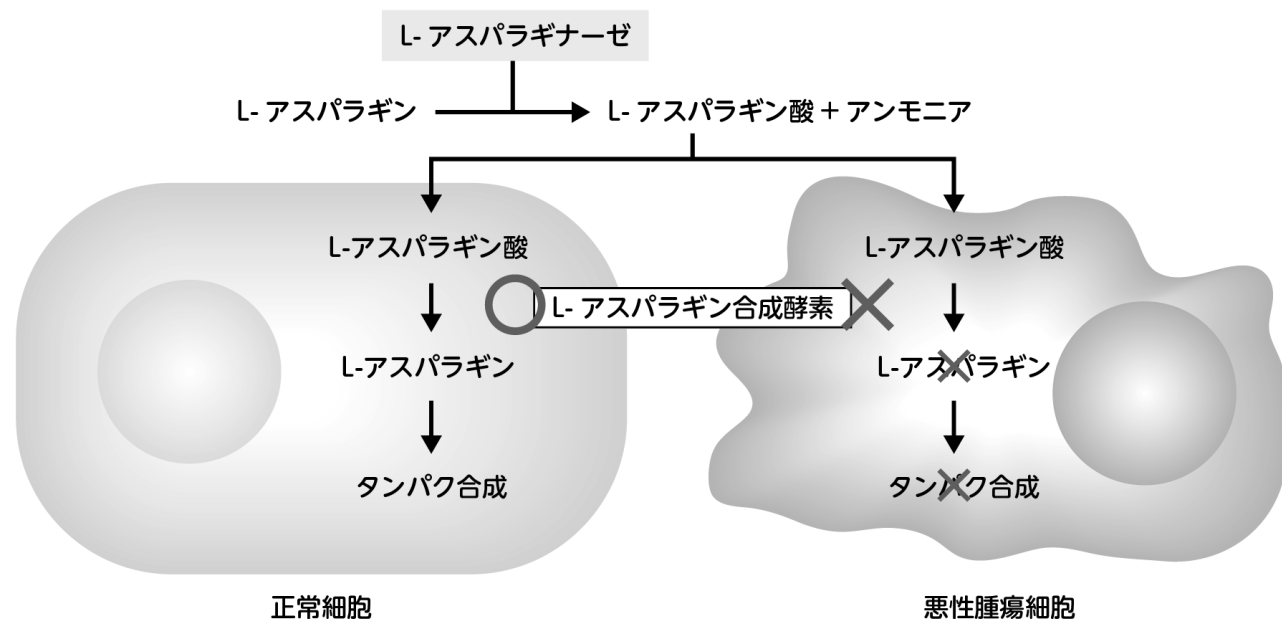 L- アスパラギナーゼ
L- アスパラギン
L- アスパラギン酸 + アンモニア
L-アスパラギン酸
L-アスパラギン酸
L- アスパラギン合成酵素
L-アスパラギン
L-アスパラギン
タンパク合成
タンパク合成
正常細胞
悪性腫瘍細胞